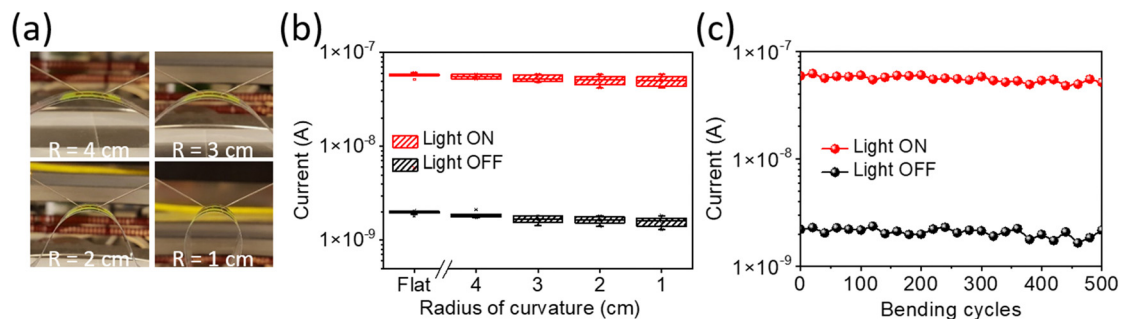 (a)
R = 4 cm
R = 3 cm
R = 2 cm
R = 1 cm
(b)
1×10⁻⁷
1×10⁻⁸
1×10⁻⁹
Current (A)
Light ON
Light OFF
Flat
4
3
2
1
Radius of curvature (cm)
(c)
1×10⁻⁷
1×10⁻⁸
1×10⁻⁹
Current (A)
Light ON
Light OFF
0 100 200 300 400 500
Bending cycles